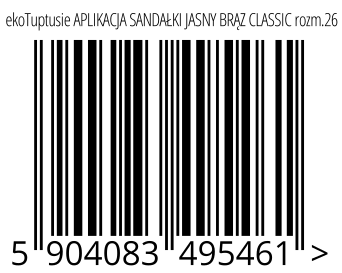 ekoTuptusie APLIKACJA SANDAŁKI JASNY BRĄZ CLASSIC rozm.26
5 904083 495461 >